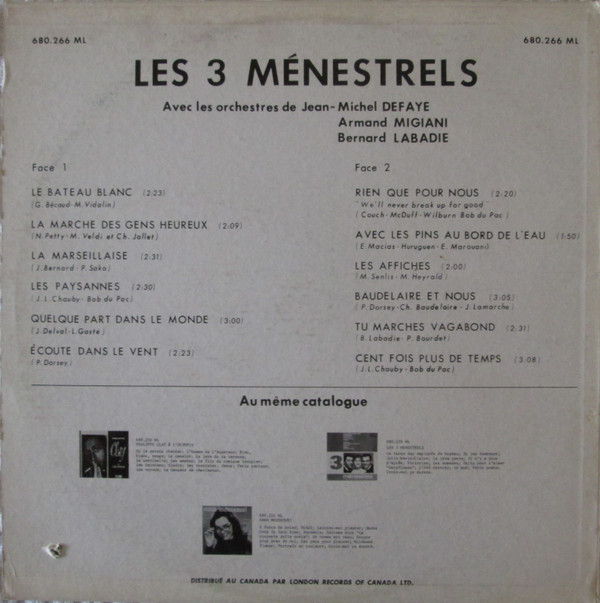 680.266 ML
680.266 ML
LES 3 MÉNESTRELS
Avec les orchestres de Jean-Michel DEFAYE
Armand MIGIANI
Bernard LABADIE
Face 1
LE BATEAU BLANC (2:23)
(G. Bécaud - M. Vidalin)
LA MARCHE DES GENS HEUREUX (2:09)
(N. Petty - M. Veldi et Ch. Jollet)
LA MARSEILLAISE (2:31)
(J. Bernard - P. Saka)
LES PAYSANNES (2:30)
(J.L. Chauby - Bob du Pac)
QUELQUE PART DANS LE MONDE (3:00)
(J. Delval - L. Gasté)
ÉCOUTE DANS LE VENT (2:23)
(P. Dorsey)
Face 2
RIEN QUE POUR NOUS (2:20)
"We'll never break up for good"
(Couch - McDuff - Wilburn Bob du Pac)
AVEC LES PINS AU BORD DE L'EAU (1:50)
(E. Macias - Huruguen - E. Marouani)
LES AFFICHES (2:00)
(M. Senlis - M. Heyrald)
BAUDELAIRE ET NOUS (3:05)
(P. Dorsey - Ch. Baudelaire - J. Lamarche)
TU MARCHES VAGABOND (2:31)
(B. Labadie - P. Bourdet)
CENT FOIS PLUS DE TEMPS (3:08)
(J.L. Chauby - Bob du Pac)
Au même catalogue
LES 3 MENESTRELS
DISTRIBUÉ AU CANADA PAR LONDON RECORDS OF CANADA LTD.